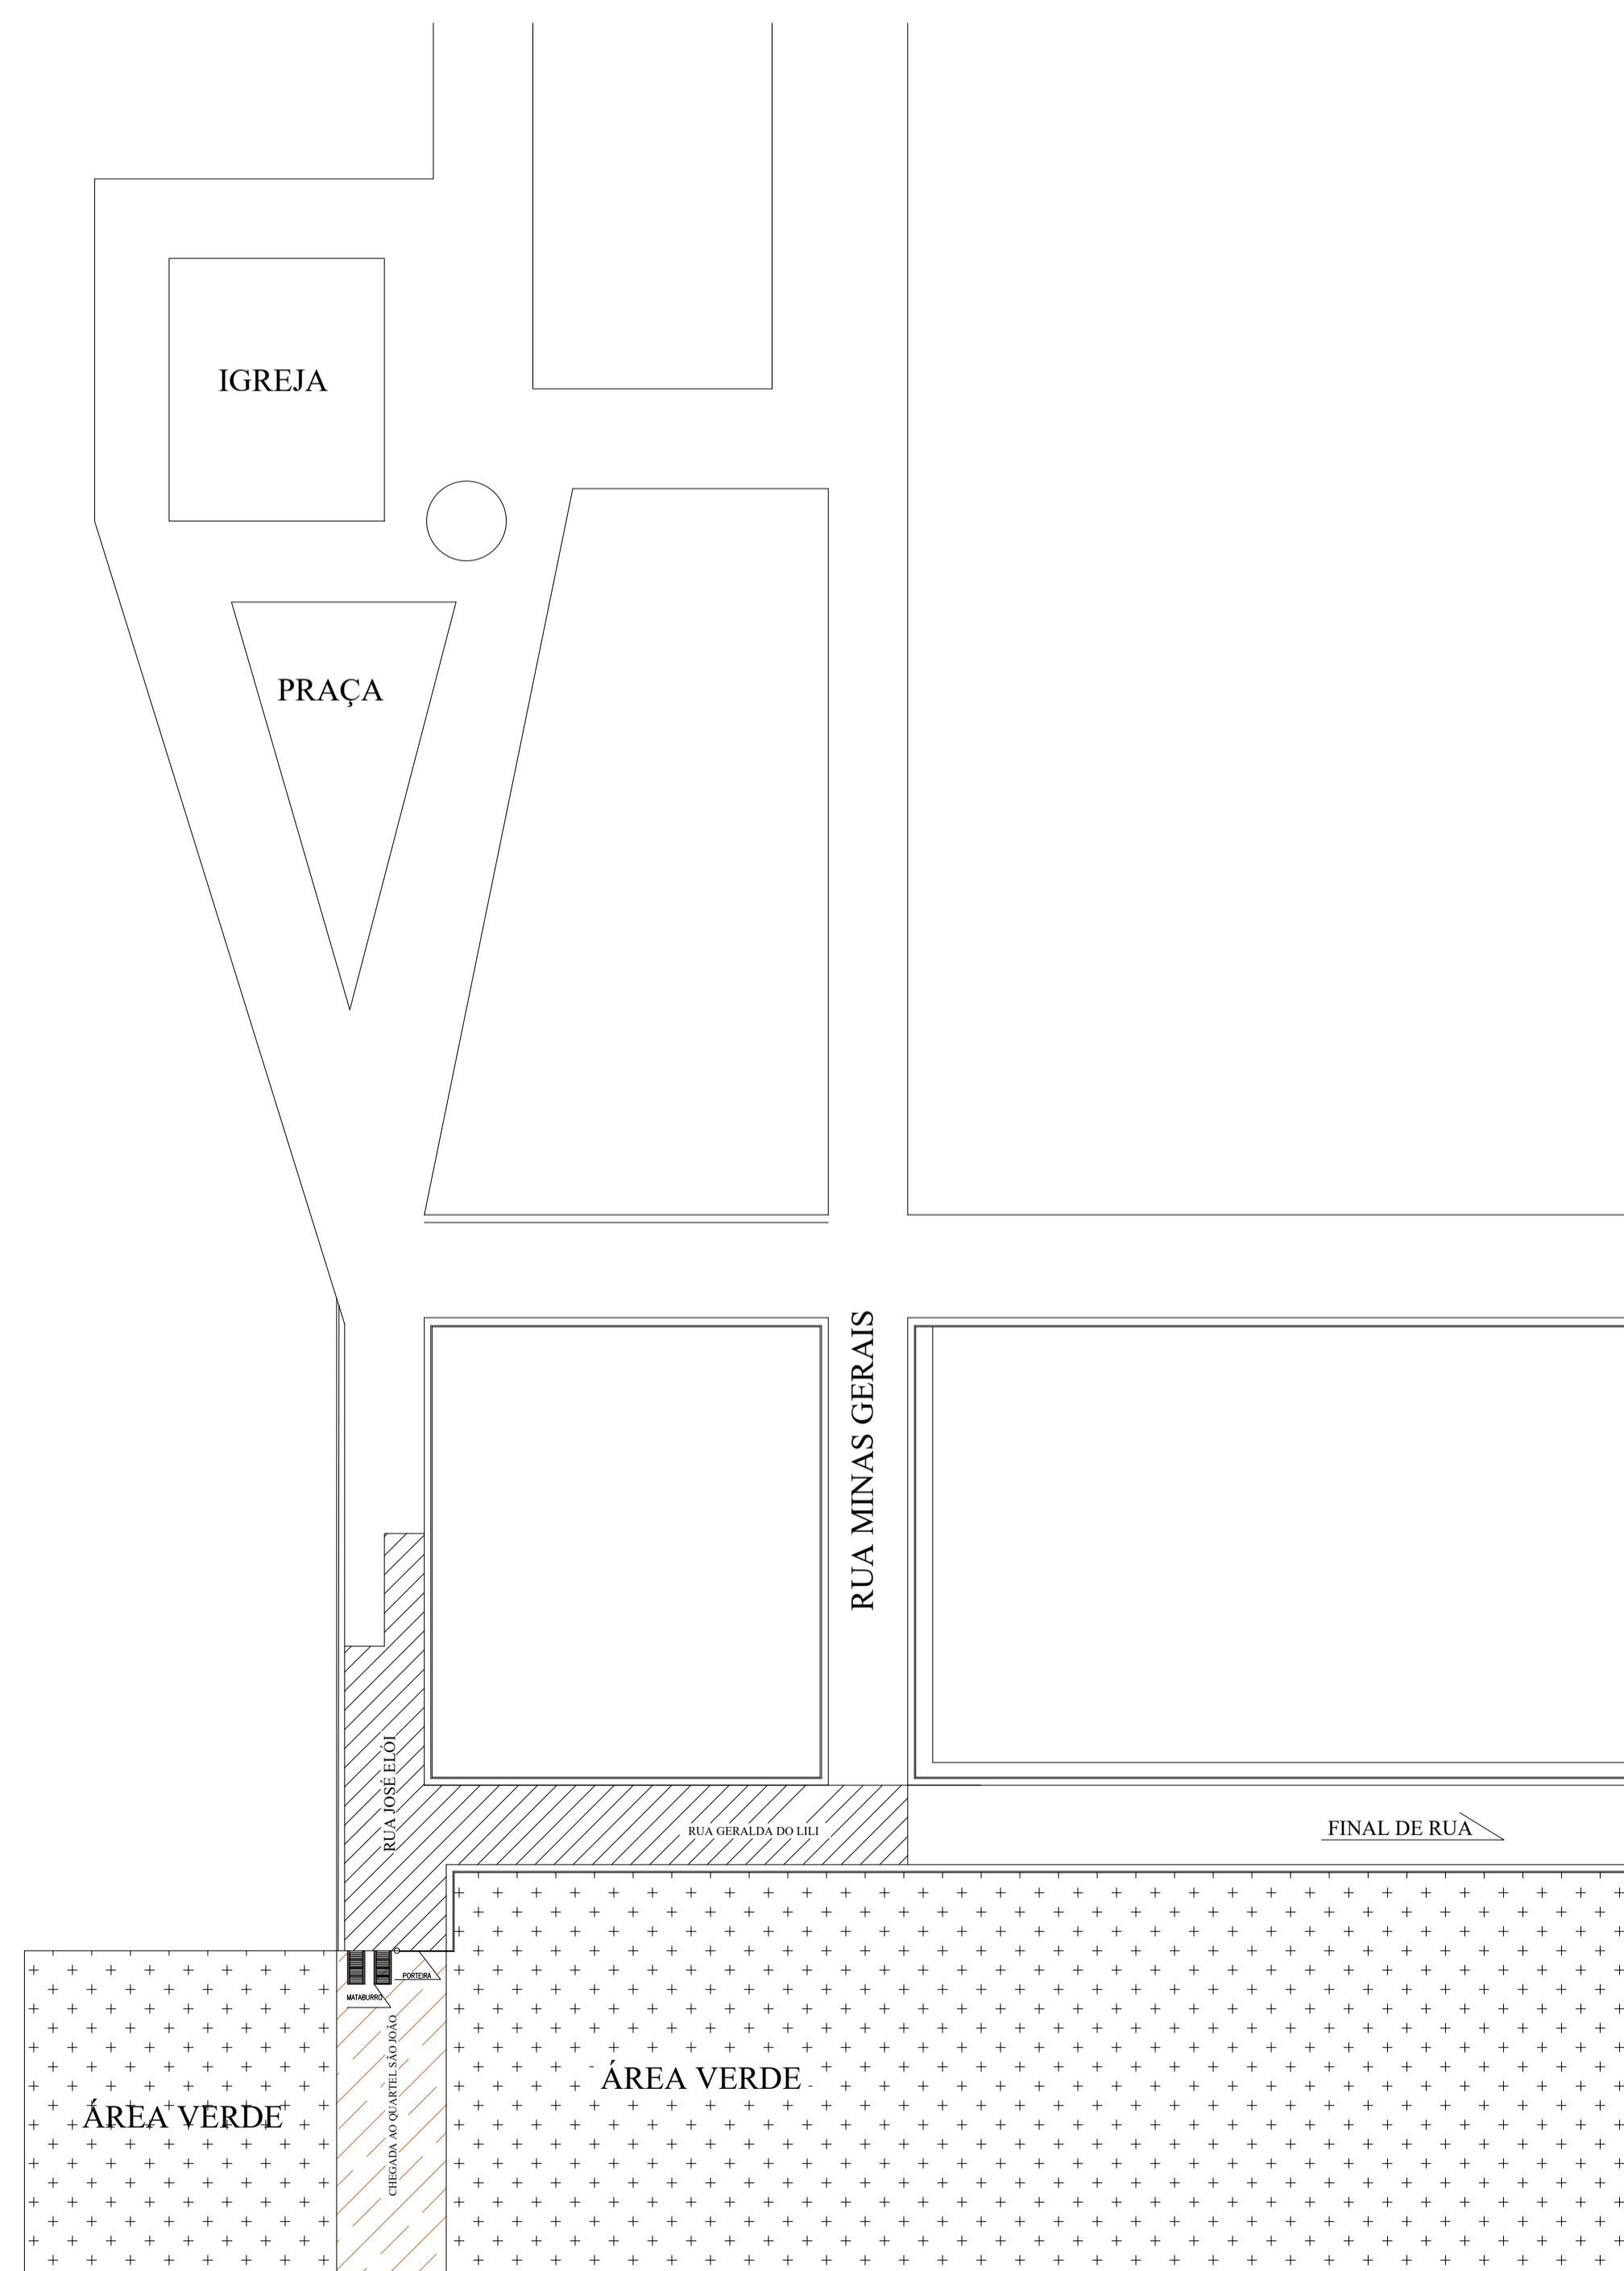 IGREJA
PRAÇA
RUA MINAS GERAIS
RUA JOSÉ ELÓI
RUA GERALDA DO LILI
FINAL DE RUA
PORTEIRA
MATABURRO
CHEGADA AO QUARTEL SÃO JOÃO
ÁREA VERDE
ÁREA VERDE